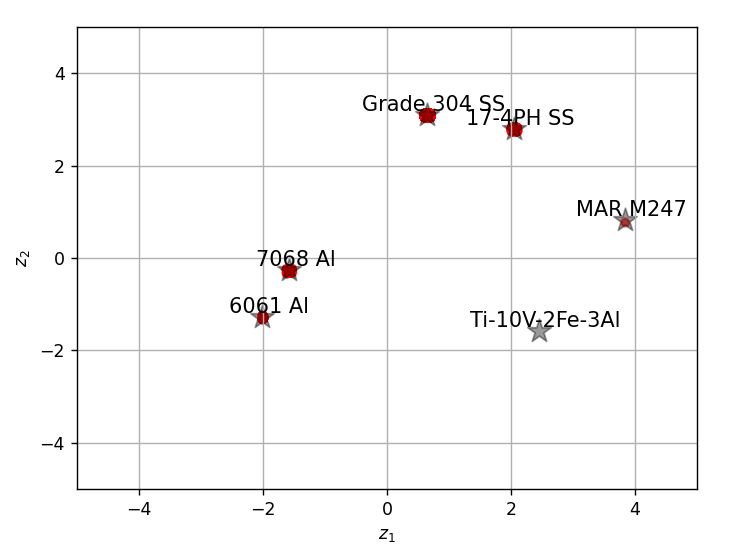 4
2
0
−2
−4
z2
Grade 304 SS
17-4PH SS
MAR M247
7068 Al
6061 Al
Ti-10V-2Fe-3Al
−4
−2
0
2
4
z1